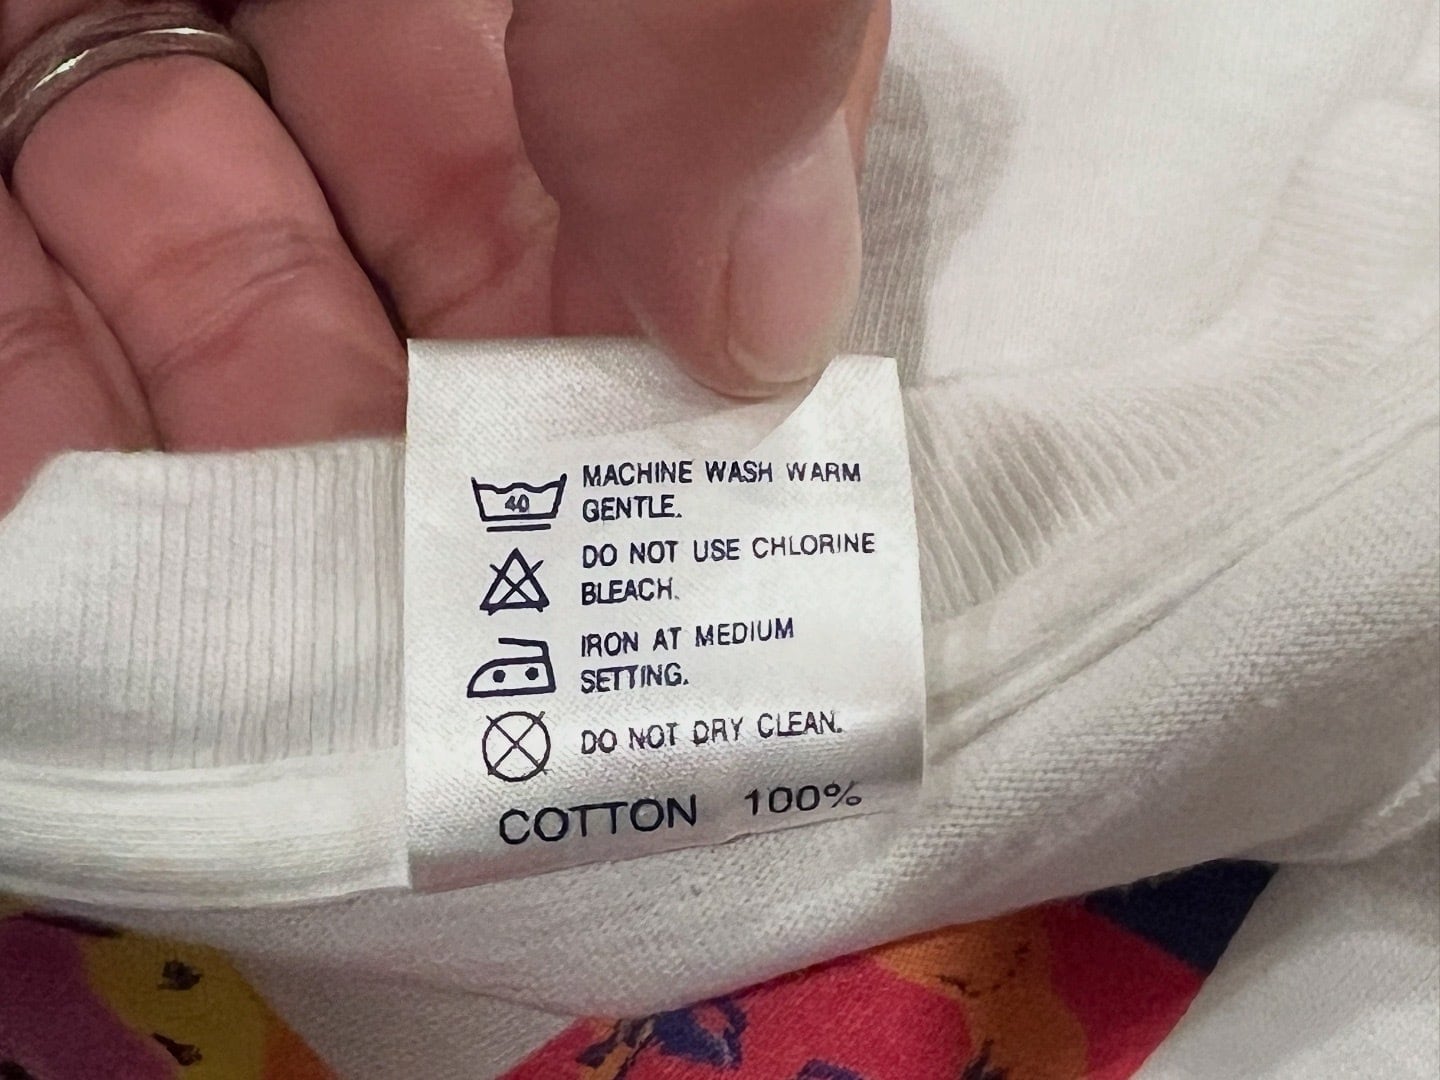 40
MACHINE WASH WARM
GENTLE.
DO NOT USE CHLORINE
BLEACH.
IRON AT MEDIUM
SETTING.
DO NOT DRY CLEAN.
COTTON 100%